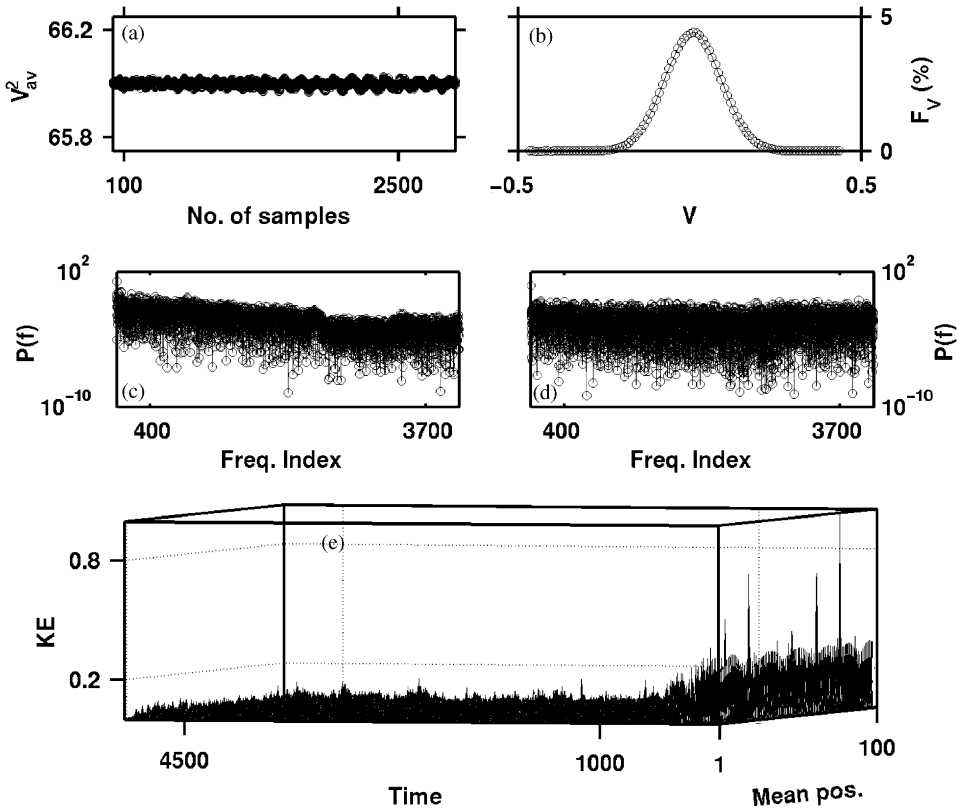 66.2
(a)
V²av
65.8
100 2500
No. of samples
(b)
5
F_V (%)
0
−0.5 0.5
V
10²
P(f)
10⁻¹⁰
(c)
400 3700
Freq. Index
10²
P(f)
10⁻¹⁰
(d)
400 3700
Freq. Index
(e)
0.8
KE
0.2
4500 1000
Time
1 100
Mean pos.